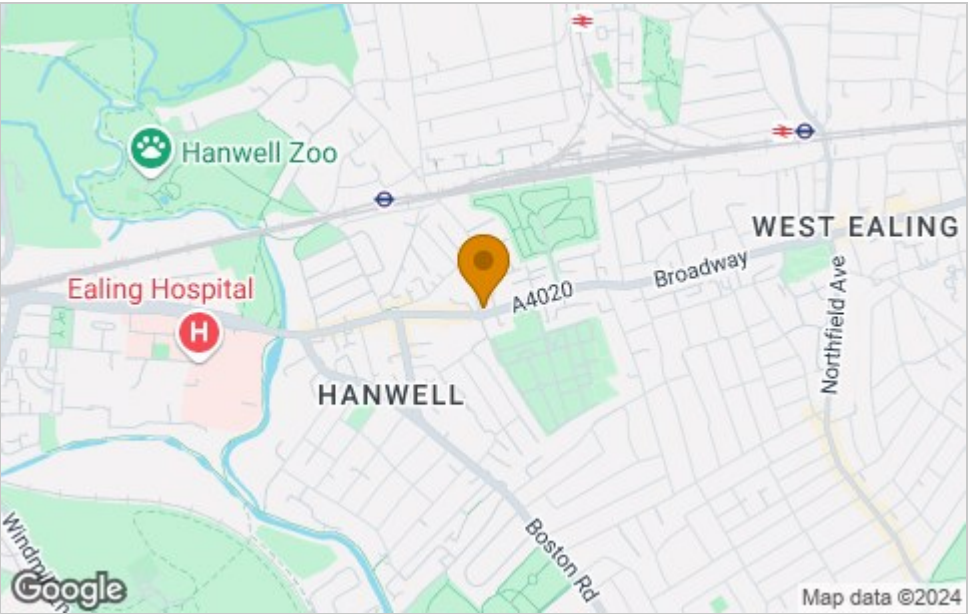 Hanwell Zoo
WEST EALING
Broadway
A4020
Ealing Hospital
H
Northfield Ave
HANWELL
Boston Rd
Google
Map data ©2024